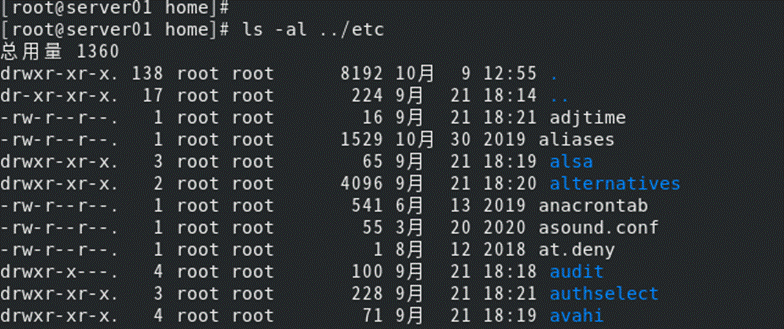 [root@server01 home]#
[root@server01 home]# ls -al ../etc
总用量 1360
drwxr-xr-x. 138 root root 8192 10月 9 12:55 .
dr-xr-xr-x. 17 root root 224 9月 21 18:14 ..
-rw-r--r--. 1 root root 16 9月 21 18:21 adjtime
-rw-r--r--. 1 root root 1529 10月 30 2019 aliases
drwxr-xr-x. 3 root root 65 9月 21 18:19 alsa
drwxr-xr-x. 2 root root 4096 9月 21 18:20 alternatives
-rw-r--r--. 1 root root 541 6月 13 2019 anacrontab
-rw-r--r--. 1 root root 55 3月 20 2020 asound.conf
-rw-r--r--. 1 root root 1 8月 12 2018 at.deny
drwxr-x---. 4 root root 100 9月 21 18:18 audit
drwxr-xr-x. 3 root root 228 9月 21 18:21 authselect
drwxr-xr-x. 4 root root 71 9月 21 18:19 avahi